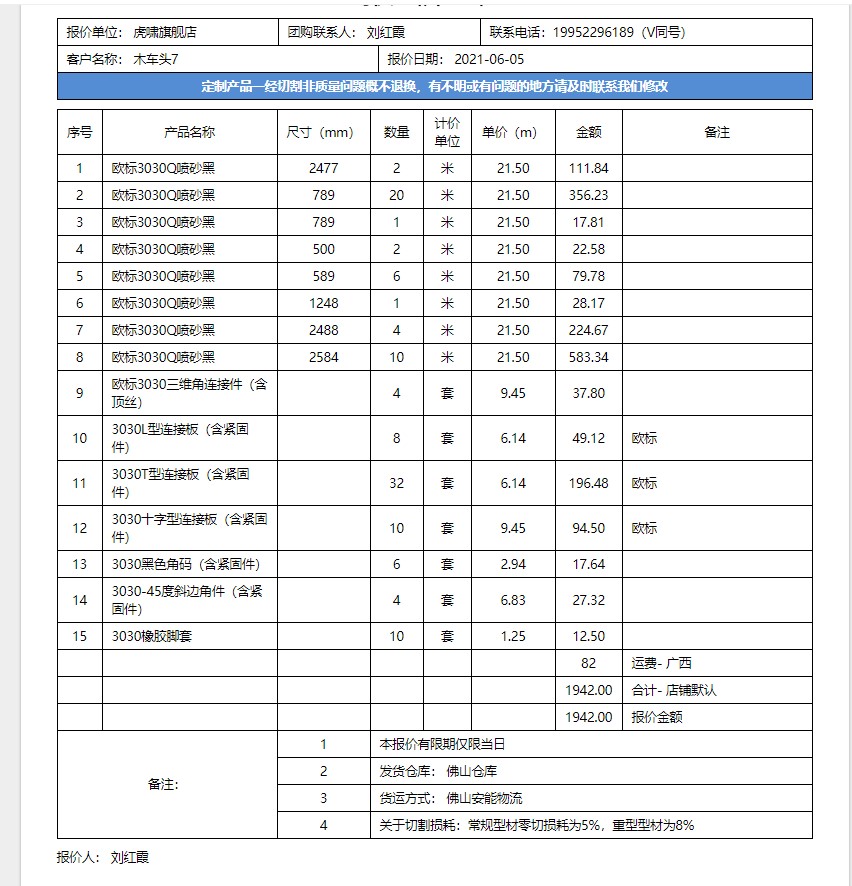 报价单位： 虎啸旗舰店 团购联系人： 刘红霞 联系电话：19952296189（V同号）
客户名称： 木车头7 报价日期： 2021-06-05
定制产品一经切割非质量问题概不退换，有不明或有问题的地方请及时联系我们修改
序号 产品名称 尺寸（mm） 数量 计价单位 单价（m） 金额 备注
1 欧标3030Q喷砂黑 2477 2 米 21.50 111.84
2 欧标3030Q喷砂黑 789 20 米 21.50 356.23
3 欧标3030Q喷砂黑 789 1 米 21.50 17.81
4 欧标3030Q喷砂黑 500 2 米 21.50 22.58
5 欧标3030Q喷砂黑 589 6 米 21.50 79.78
6 欧标3030Q喷砂黑 1248 1 米 21.50 28.17
7 欧标3030Q喷砂黑 2488 4 米 21.50 224.67
8 欧标3030Q喷砂黑 2584 10 米 21.50 583.34
9 欧标3030三维角连接件（含顶丝） 4 套 9.45 37.80
10 3030L型连接板（含紧固件） 8 套 6.14 49.12 欧标
11 3030T型连接板（含紧固件） 32 套 6.14 196.48 欧标
12 3030十字型连接板（含紧固件） 10 套 9.45 94.50 欧标
13 3030黑色角码（含紧固件） 6 套 2.94 17.64
14 3030-45度斜边角件（含紧固件） 4 套 6.83 27.32
15 3030橡胶脚套 10 套 1.25 12.50
82 运费- 广西
1942.00 合计- 店铺默认
1942.00 报价金额
备注：
1 本报价有限期仅限当日
2 发货仓库： 佛山仓库
3 货运方式： 佛山安能物流
4 关于切割损耗：常规型材零切损耗为5%，重型型材为8%
报价人： 刘红霞